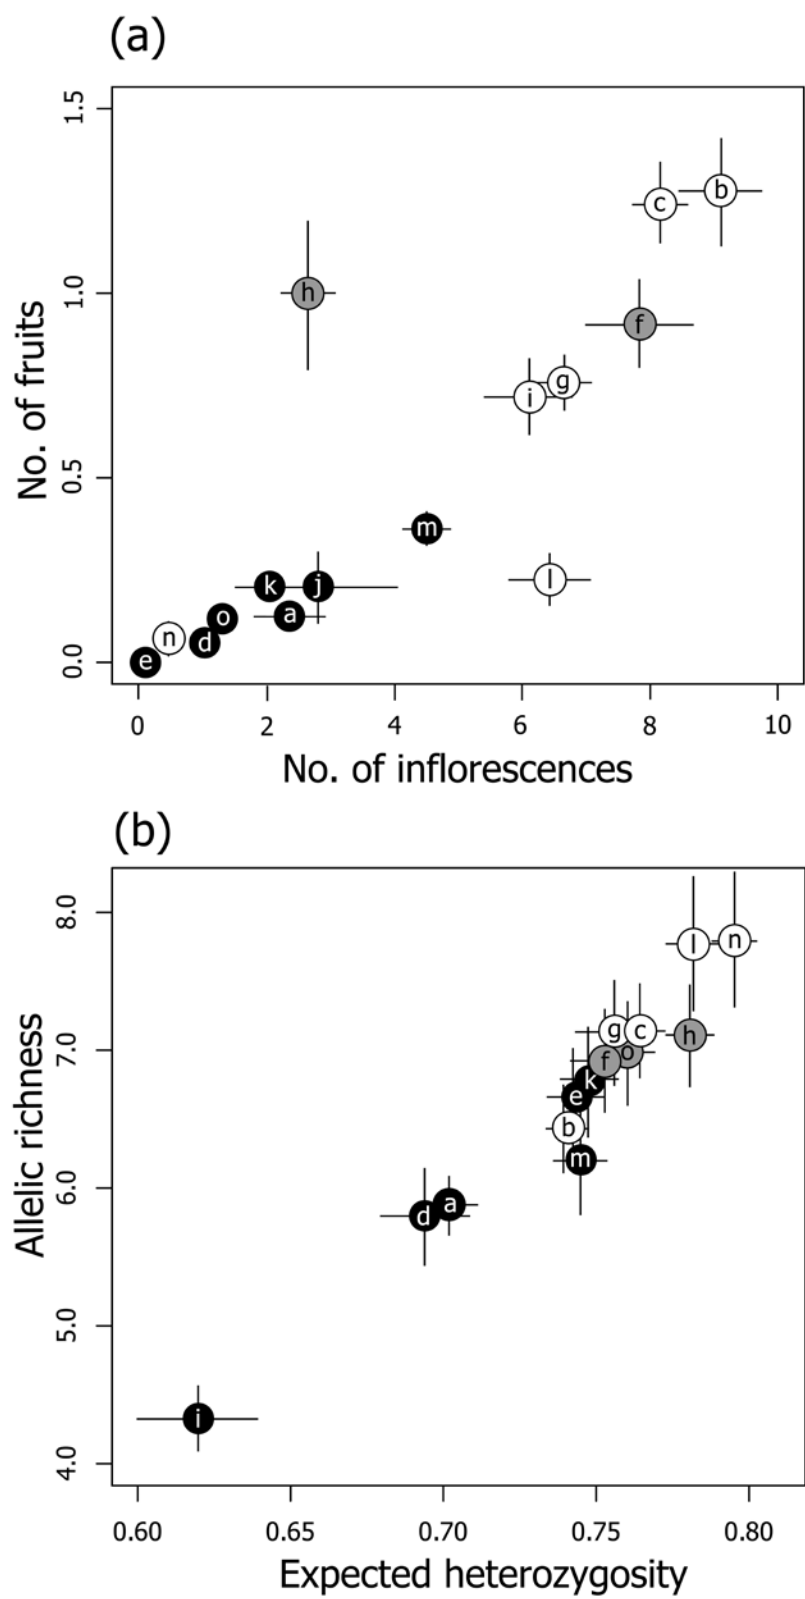 (a)
1.5
1.0
0.5
0.0
No. of fruits
b
c
h
f
g
i
m
l
k
j
a
o
n
d
e
0
2
4
6
8
10
No. of inflorescences
(b)
8.0
7.0
6.0
5.0
4.0
Allelic richness
n
l
g
c
h
f
o
k
e
b
m
a
d
i
0.60
0.65
0.70
0.75
0.80
Expected heterozygosity